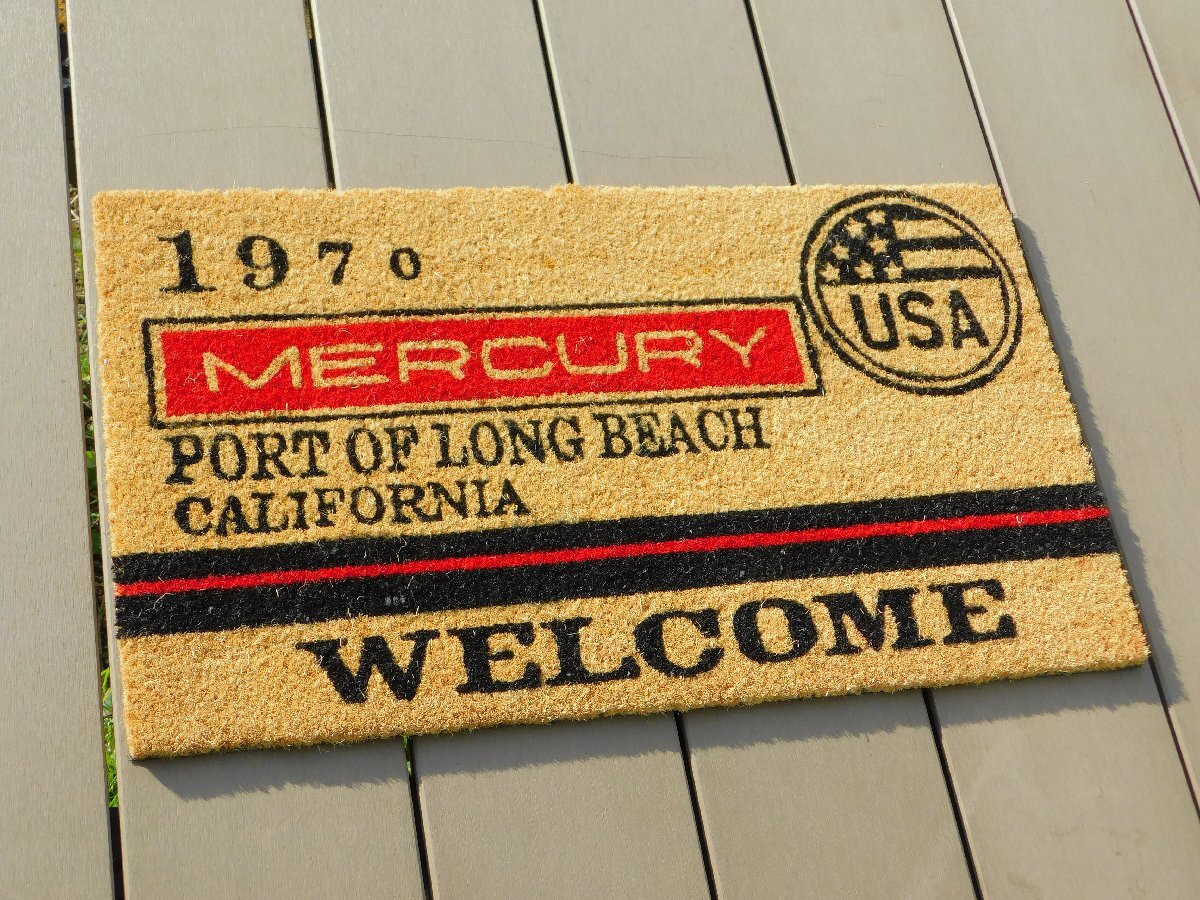 1970
USA
MERCURY
PORT OF LONG BEACH
CALIFORNIA
WELCOME